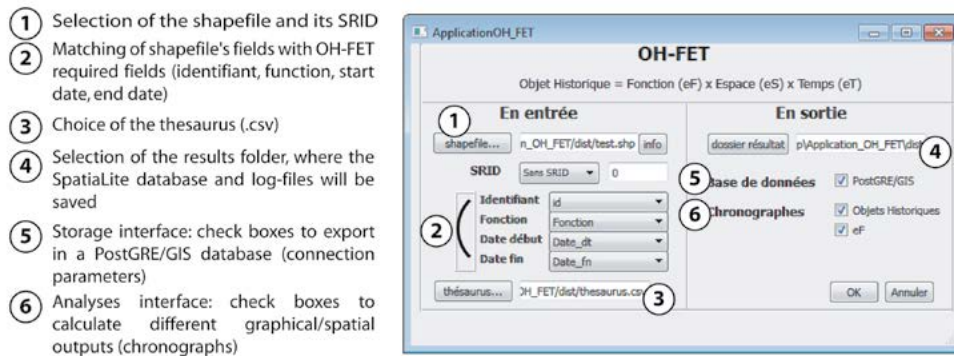 1 Selection of the shapefile and its SRID
2 Matching of shapefile's fields with OH-FET
required fields (identifiant, function, start
date, end date)
3 Choice of the thesaurus (.csv)
4 Selection of the results folder, where the
SpatiaLite database and log-files will be
saved
5 Storage interface: check boxes to export
in a PostGRE/GIS database (connection
parameters)
6 Analyses interface: check boxes to
calculate different graphical/spatial
outputs (chronographs)
ApplicationOH_FET
OH-FET
Objet Historique = Fonction (eF) x Espace (eS) x Temps (eT)
En entrée
1
shapefile... n_OH_FET/dist/test.shp info
SRID Sans SRID 0
2
Identifiant id
Fonction Fonction
Date début Date_dt
Date fin Date_fn
thésaurus... OH_FET/dist/thesaurus.csv 3
En sortie
dossier résultat p\Application_OH_FET\dist 4
5 Base de données PostGRE/GIS
6 Chronographes Objets Historiques
eF
OK Annuler